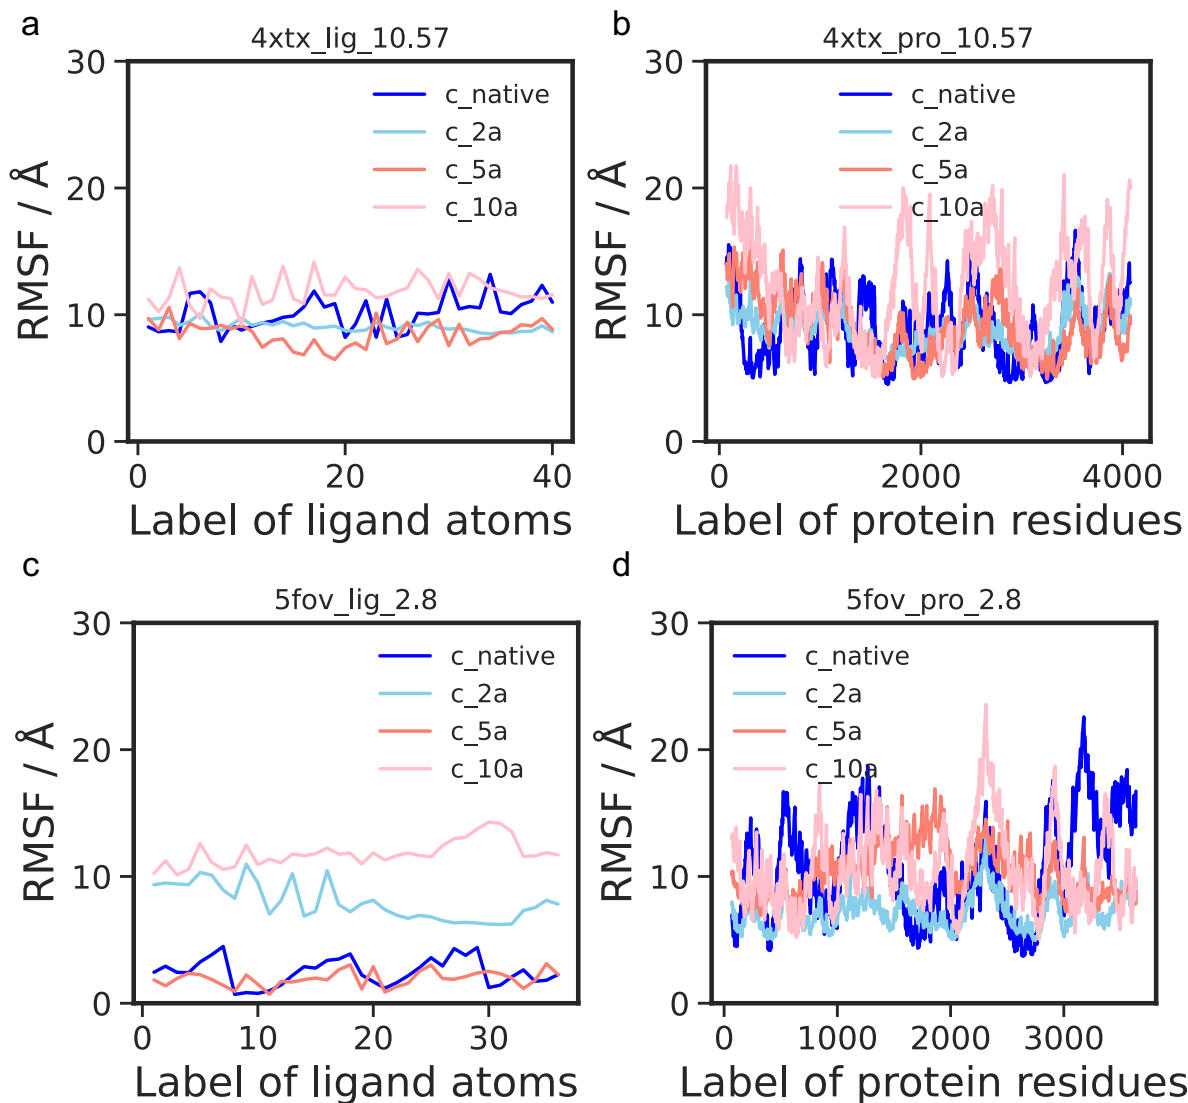 a
4xtx_lig_10.57
30
20
10
0
RMSF / Å
c_native
c_2a
c_5a
c_10a
0
20
40
Label of ligand atoms
b
4xtx_pro_10.57
30
20
10
0
RMSF / Å
c_native
c_2a
c_5a
c_10a
0
2000
4000
Label of protein residues
c
5fov_lig_2.8
30
20
10
0
RMSF / Å
c_native
c_2a
c_5a
c_10a
0
10
20
30
Label of ligand atoms
d
5fov_pro_2.8
30
20
10
0
RMSF / Å
c_native
c_2a
c_5a
c_10a
0
1000
2000
3000
Label of protein residues